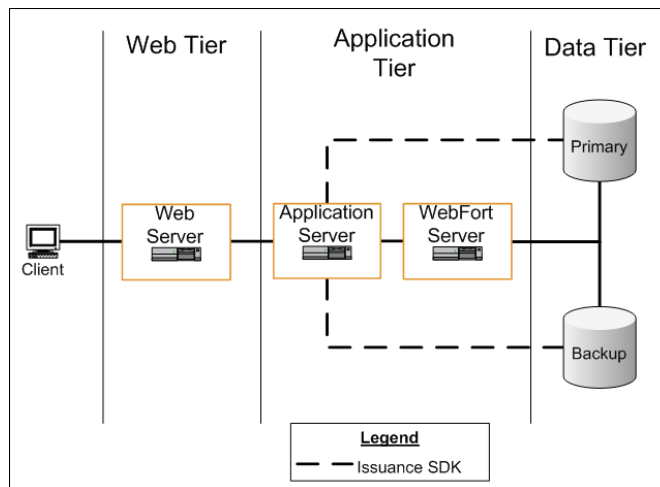 Web Tier
Application
Tier
Data Tier
Primary
Web
Server
Application
Server
WebFort
Server
Client
Backup
Legend
Issuance SDK